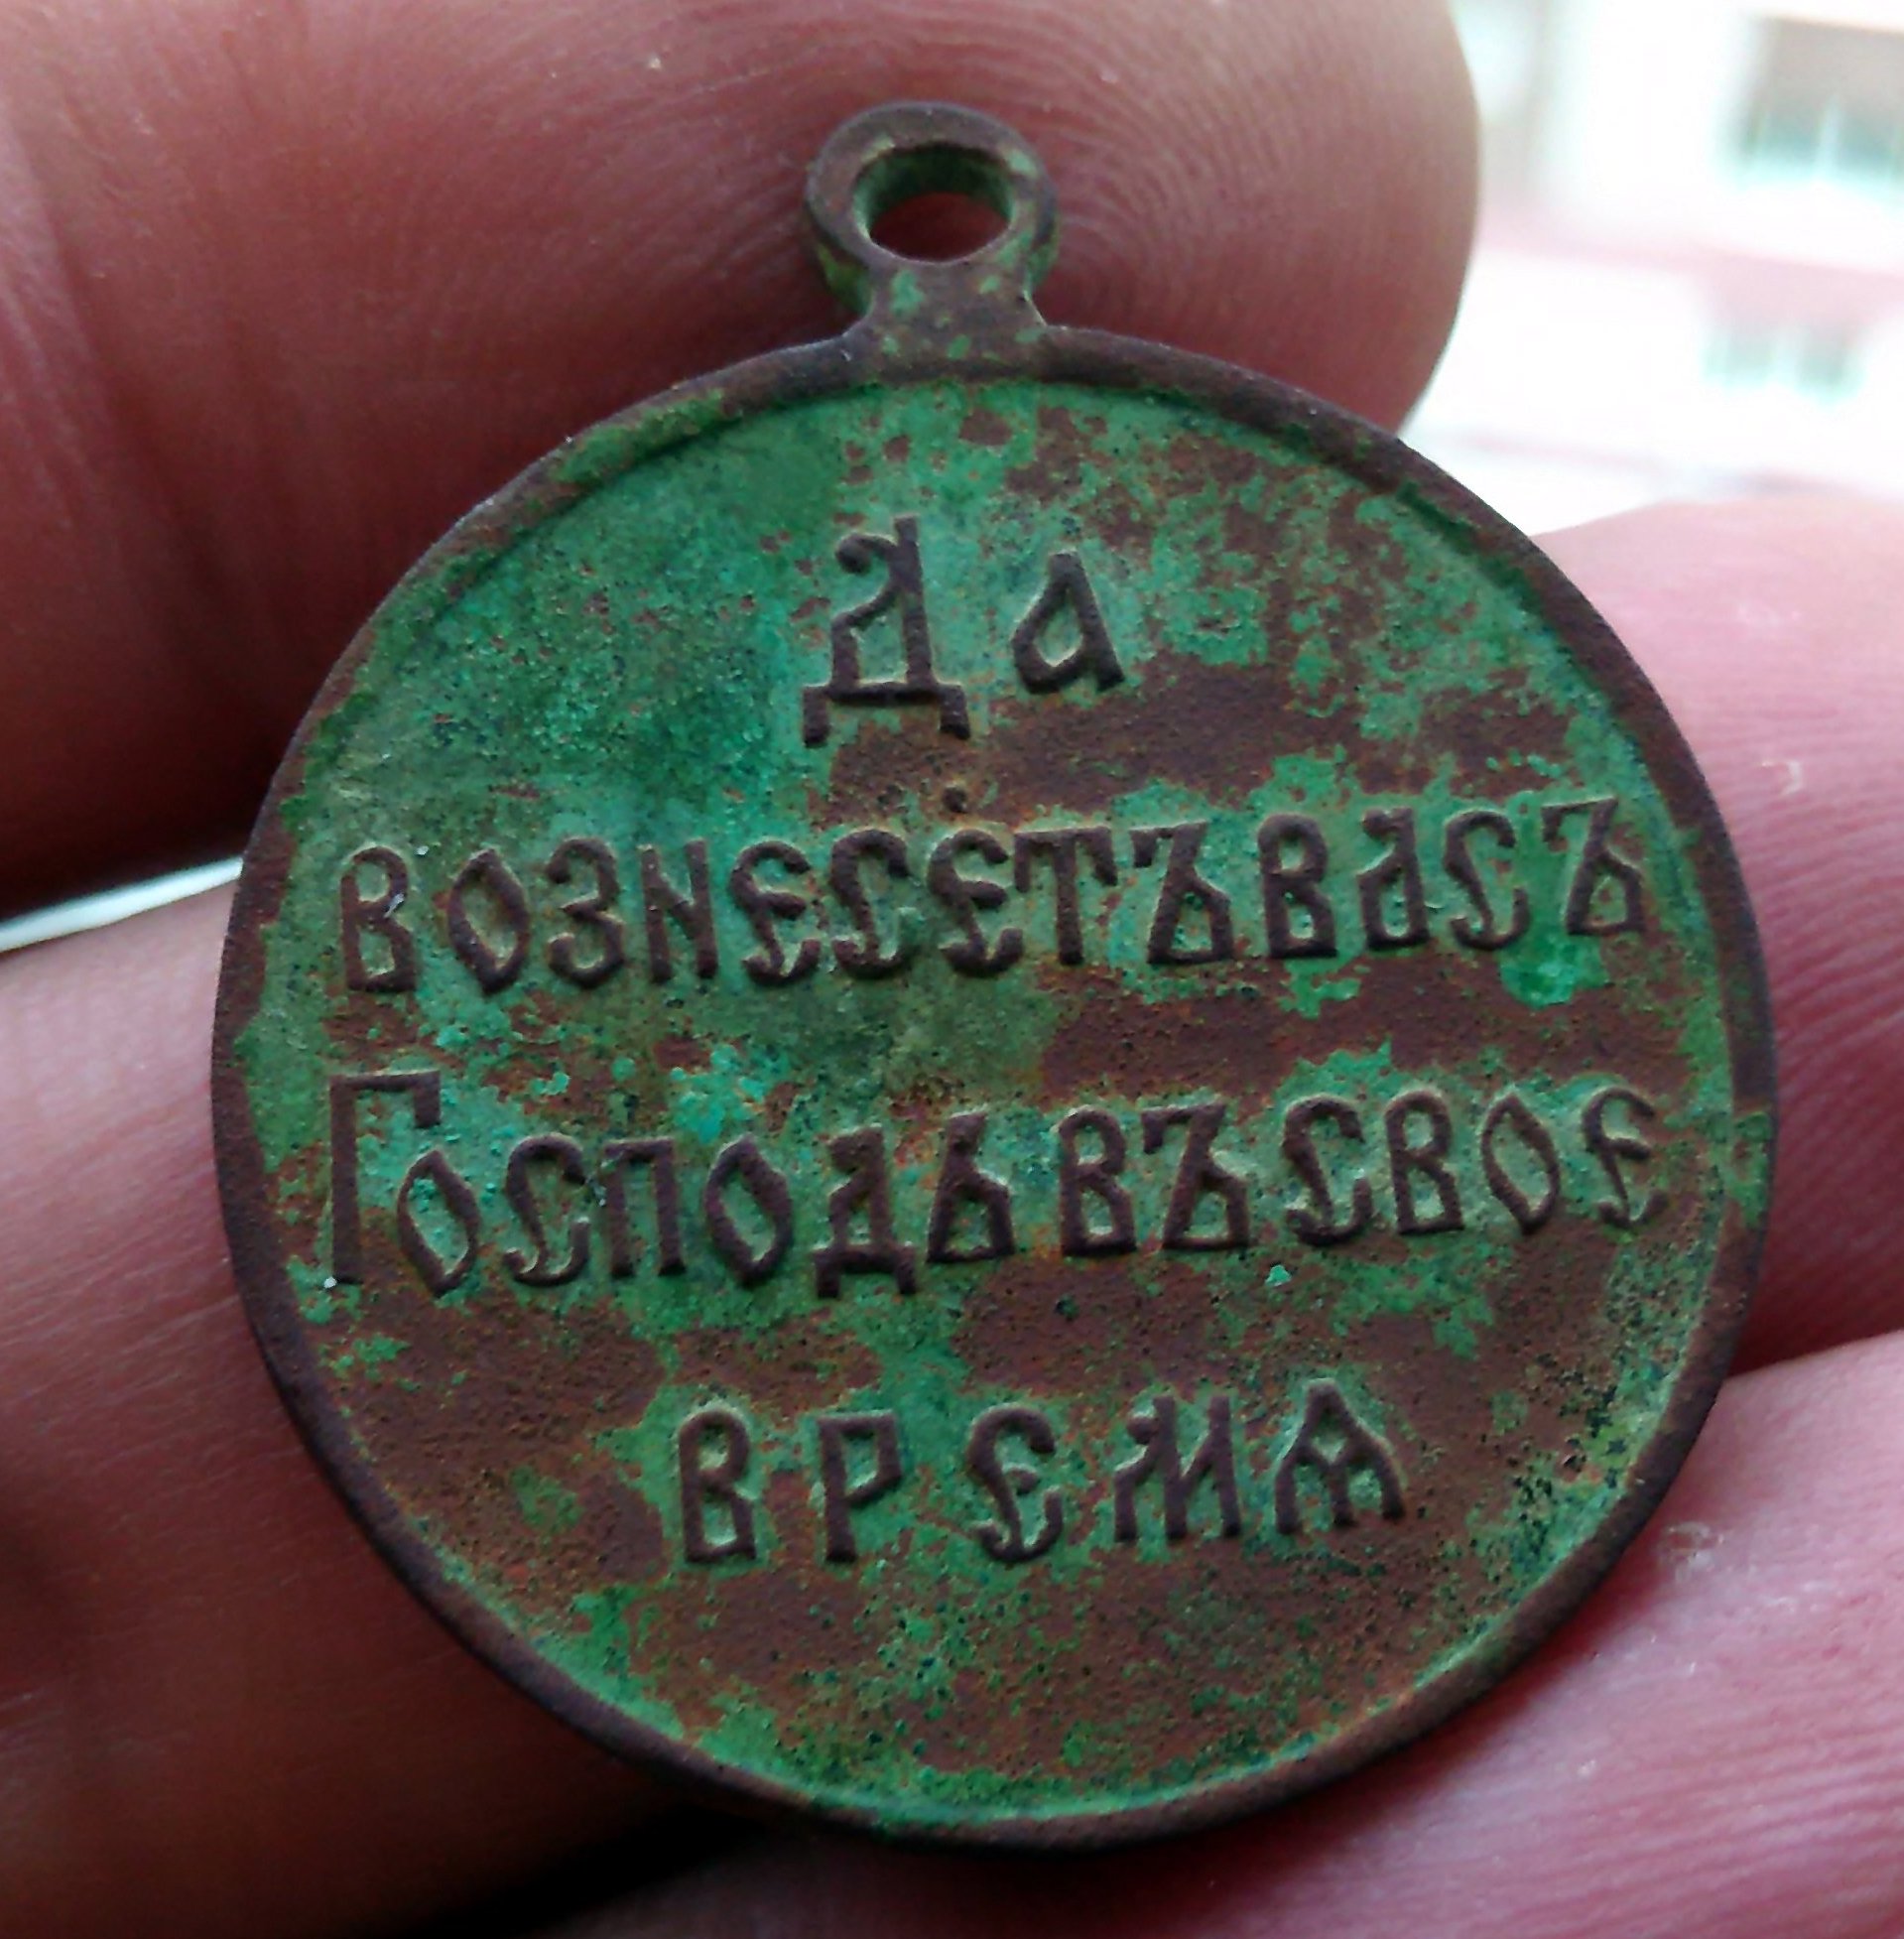 Да
вознесетъ васъ
Господь въ свое
время